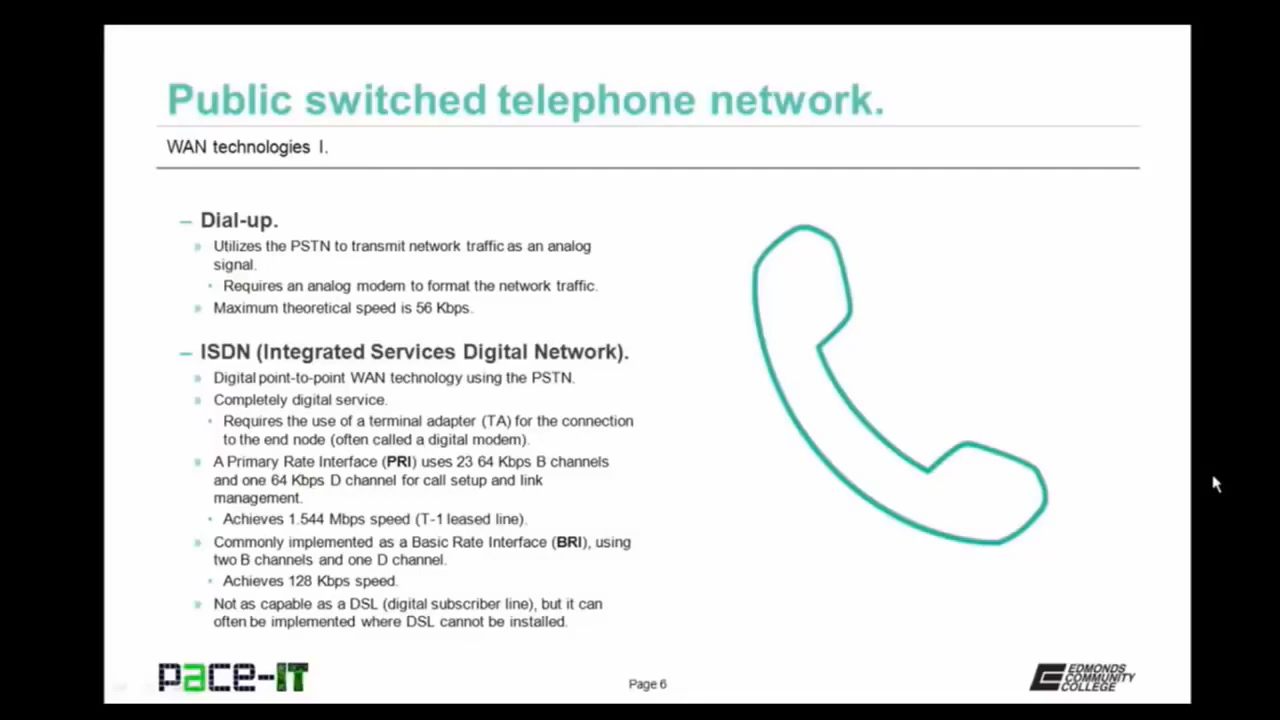 Public switched telephone network.
WAN technologies I.
– Dial-up.
» Utilizes the PSTN to transmit network traffic as an analog
signal.
• Requires an analog modem to format the network traffic.
» Maximum theoretical speed is 56 Kbps.
– ISDN (Integrated Services Digital Network).
» Digital point-to-point WAN technology using the PSTN.
» Completely digital service.
• Requires the use of a terminal adapter (TA) for the connection
to the end node (often called a digital modem).
» A Primary Rate Interface (PRI) uses 23 64 Kbps B channels
and one 64 Kbps D channel for call setup and link
management.
• Achieves 1.544 Mbps speed (T-1 leased line).
» Commonly implemented as a Basic Rate Interface (BRI), using
two B channels and one D channel.
• Achieves 128 Kbps speed.
» Not as capable as a DSL (digital subscriber line), but it can
often be implemented where DSL cannot be installed.
PACE-IT
Page 6
EDMONDS
COMMUNITY
COLLEGE